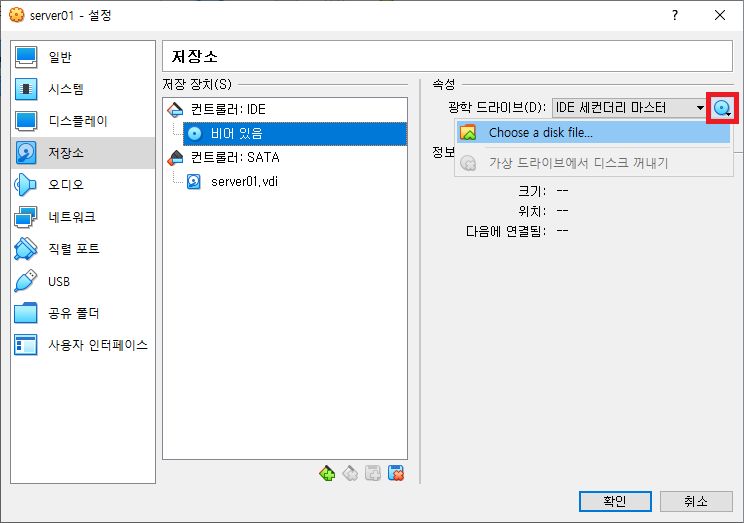 server01 - 설정
?
일반
시스템
디스플레이
저장소
오디오
네트워크
직렬 포트
USB
공유 폴더
사용자 인터페이스
저장소
저장 장치(S)
컨트롤러: IDE
비어 있음
컨트롤러: SATA
server01.vdi
속성
광학 드라이브(D): IDE 세컨더리 마스터
Choose a disk file...
정보
가상 드라이브에서 디스크 꺼내기
크기: --
위치: --
다음에 연결됨: --
확인
취소